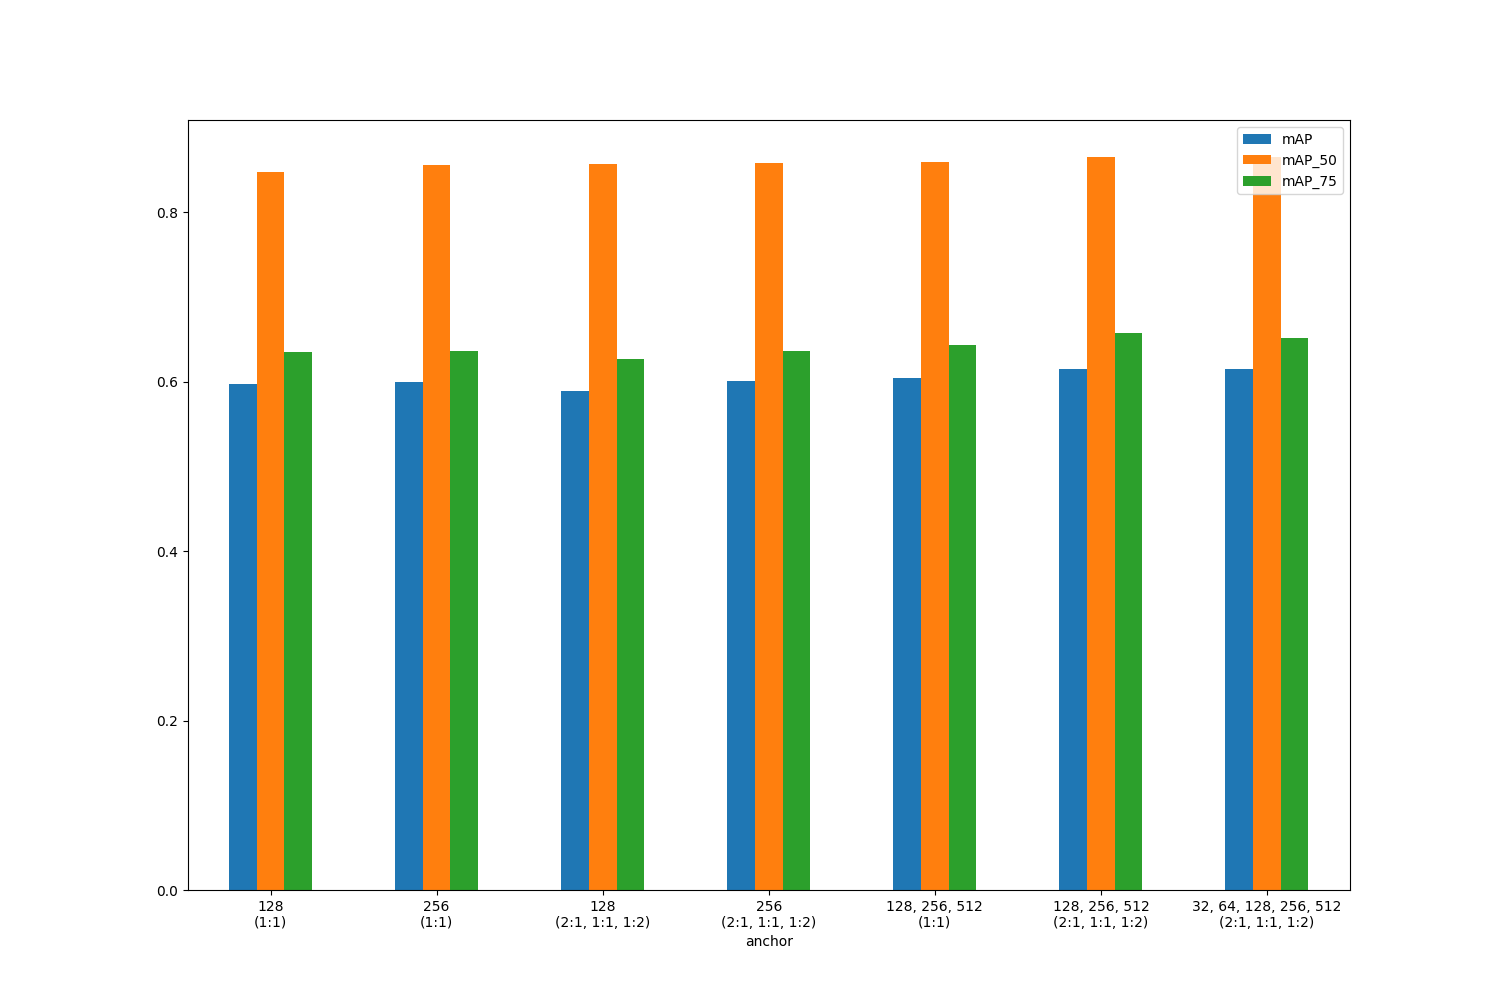 mAP
mAP_50
mAP_75
0.8
0.6
0.4
0.2
0.0
128
(1:1)
256
(1:1)
128
(2:1, 1:1, 1:2)
256
(2:1, 1:1, 1:2)
128, 256, 512
(1:1)
128, 256, 512
(2:1, 1:1, 1:2)
32, 64, 128, 256, 512
(2:1, 1:1, 1:2)
anchor